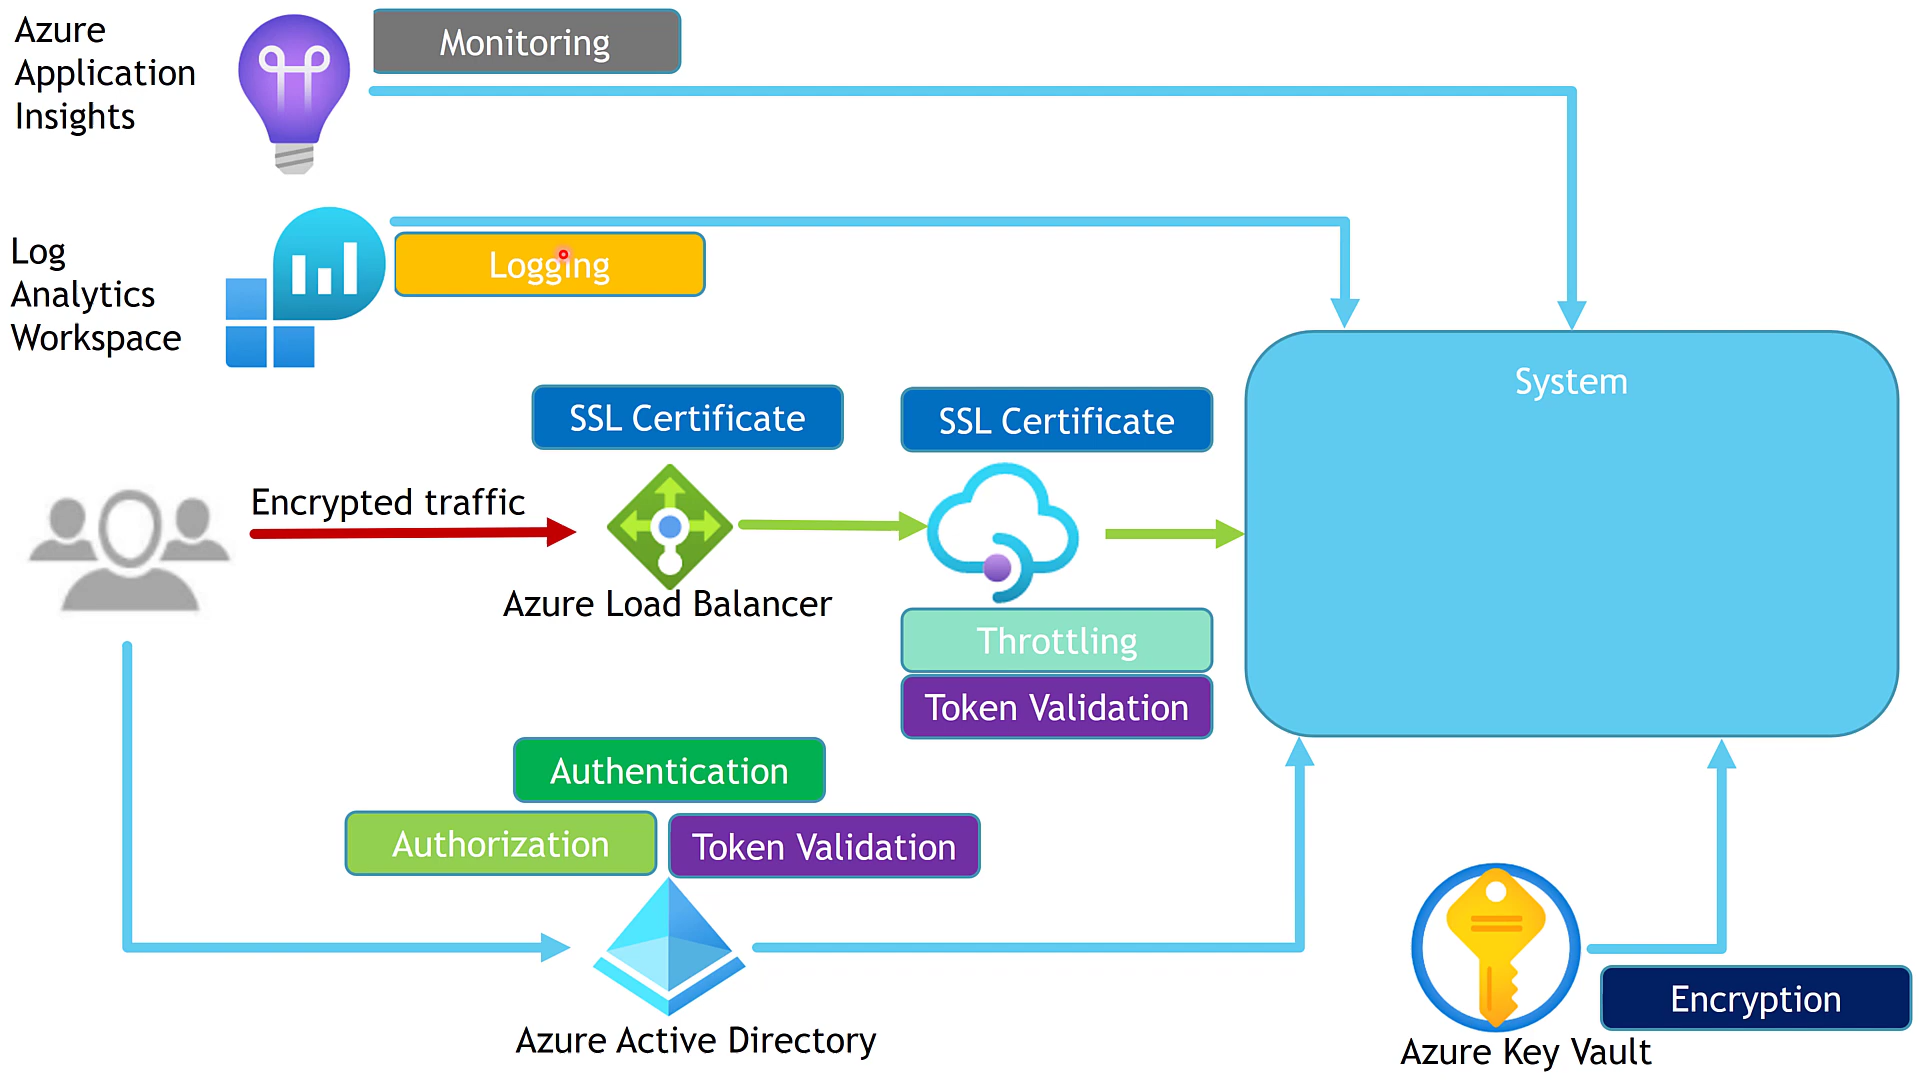 Azure
Application
Insights
Monitoring
Log
Analytics
Workspace
Logging
System
SSL Certificate
SSL Certificate
Encrypted traffic
Azure Load Balancer
Throttling
Token Validation
Authentication
Authorization
Token Validation
Azure Active Directory
Encryption
Azure Key Vault